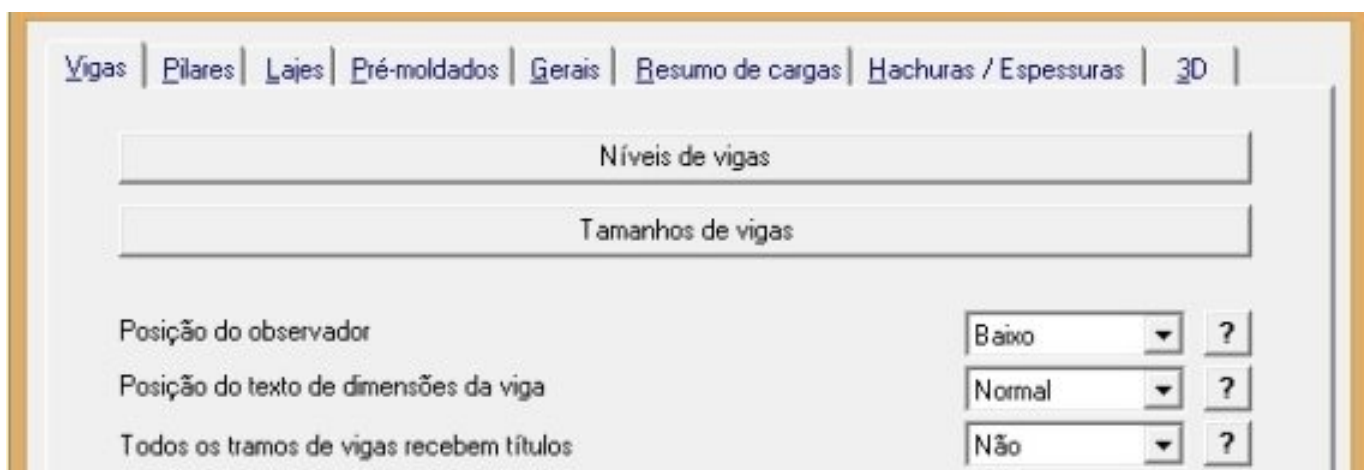 Vigas Pilares Lajes Pré-moldados Gerais Resumo de cargas Hachuras / Espessuras 3D
Níveis de vigas
Tamanhos de vigas
Posição do observador Baixo ?
Posição do texto de dimensões da viga Normal ?
Todos os tramos de vigas recebem títulos Não ?